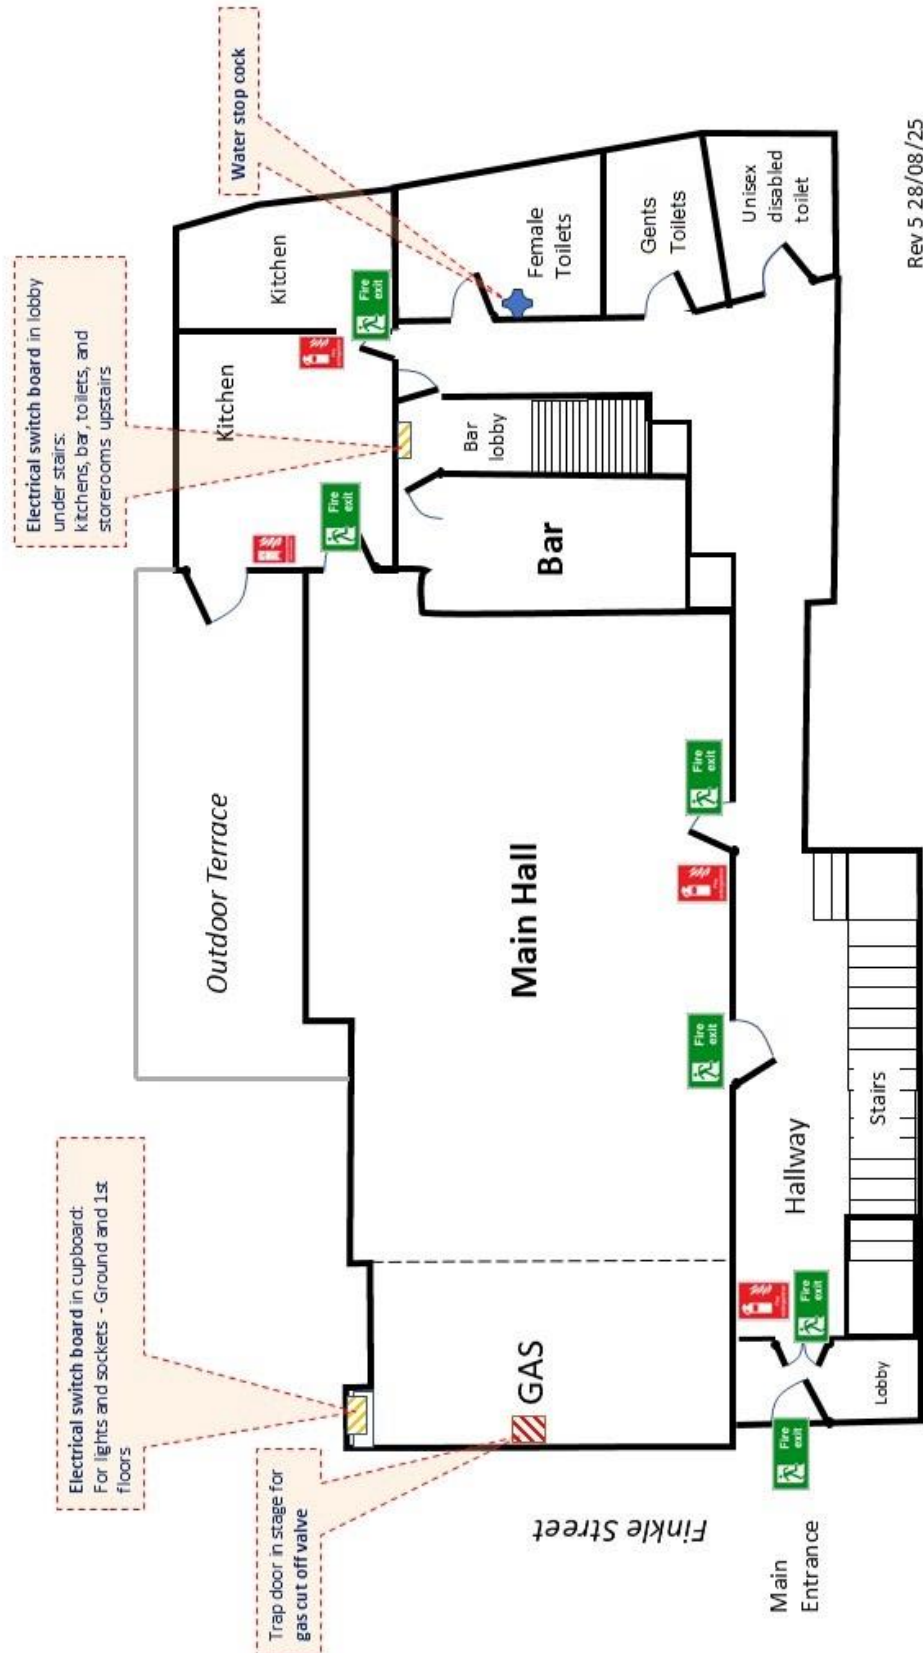 Electrical switch board in cupboard:
For lights and sockets - Ground and 1st
floors
Electrical switch board in lobby
under stairs:
kitchens, bar, toilets, and
storerooms upstairs
Water stop cock
Trap door in stage for
gas cut off valve
Outdoor Terrace
Kitchen
Kitchen
Fire
exit
Fire
exit
Female
Toilets
Gents
Toilets
Unisex
disabled
toilet
Bar
lobby
Bar
Main Hall
GAS
Fire
exit
Fire
exit
Hallway
Stairs
Fire
exit
Lobby
Fire
exit
Finkle Street
Main
Entrance
Rev 5 28/08/25